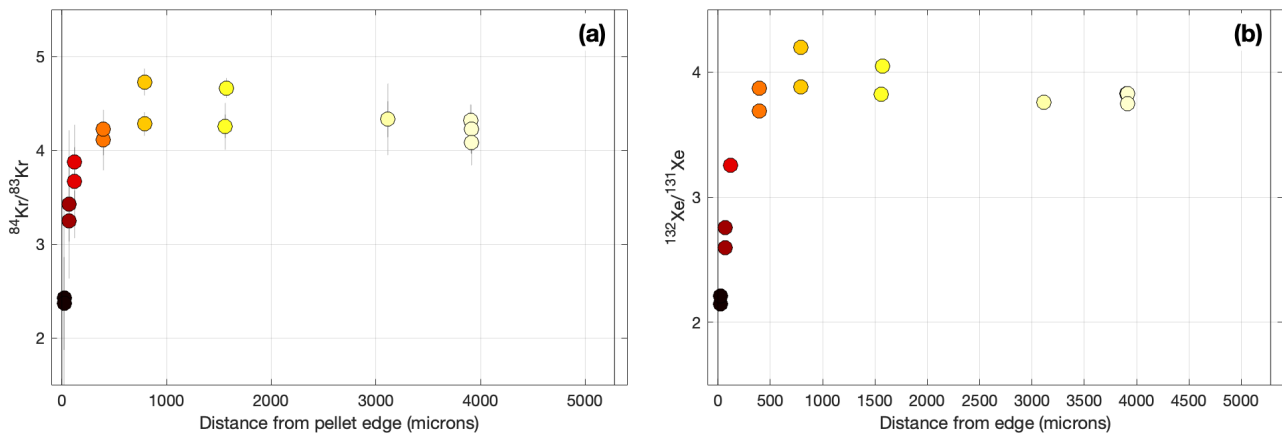 (a)
5
4
3
2
⁸⁴Kr/⁸³Kr
0 1000 2000 3000 4000 5000
Distance from pellet edge (microns)
(b)
4
3
2
¹³²Xe/¹³¹Xe
0 500 1000 1500 2000 2500 3000 3500 4000 4500 5000
Distance from edge (microns)